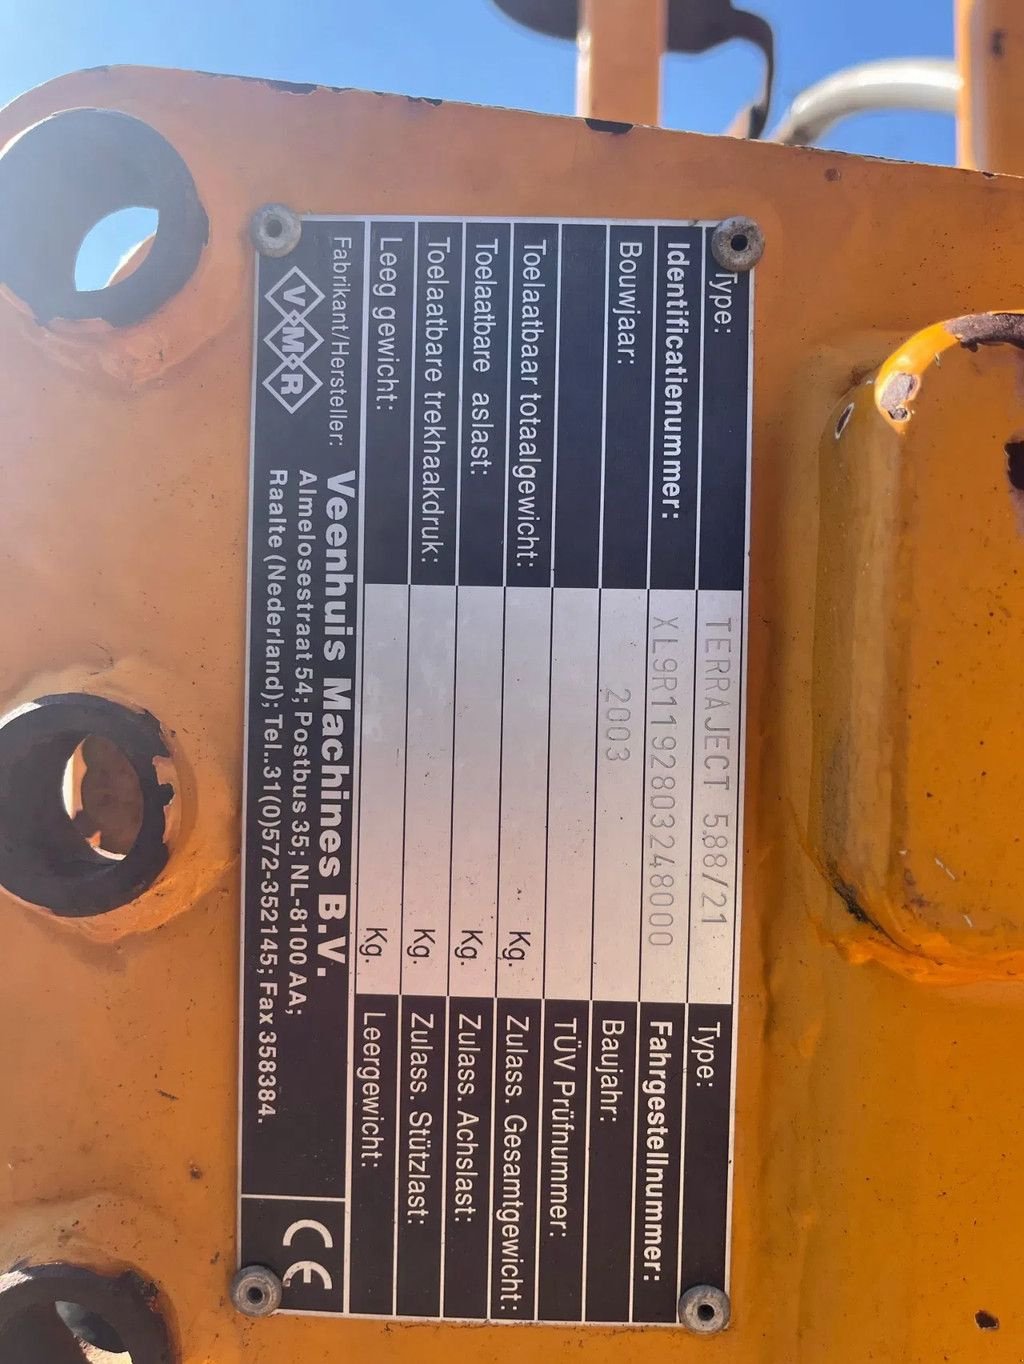 Type: TERRAJECT 5.88/21 Type:
Identificatienummer: XL9R1192803248000 Fahrgestellnummer:
Bouwjaar: 2003 Baujahr:
TÜV Prüfnummer:
Toelaatbaar totaalgewicht: Kg. Zulass. Gesamtgewicht:
Toelaatbare aslast: Kg. Zulass. Achslast:
Toelaatbare trekhaakdruk: Kg. Zulass. Stützlast:
Leeg gewicht: Kg. Leergewicht:
Fabrikant/Hersteller: Veenhuis Machines B.V.
V·M·R
Almelosestraat 54; Postbus 35; NL-8100 AA;
Raalte (Nederland); Tel..31(0)572-352145; Fax 358384.
CE